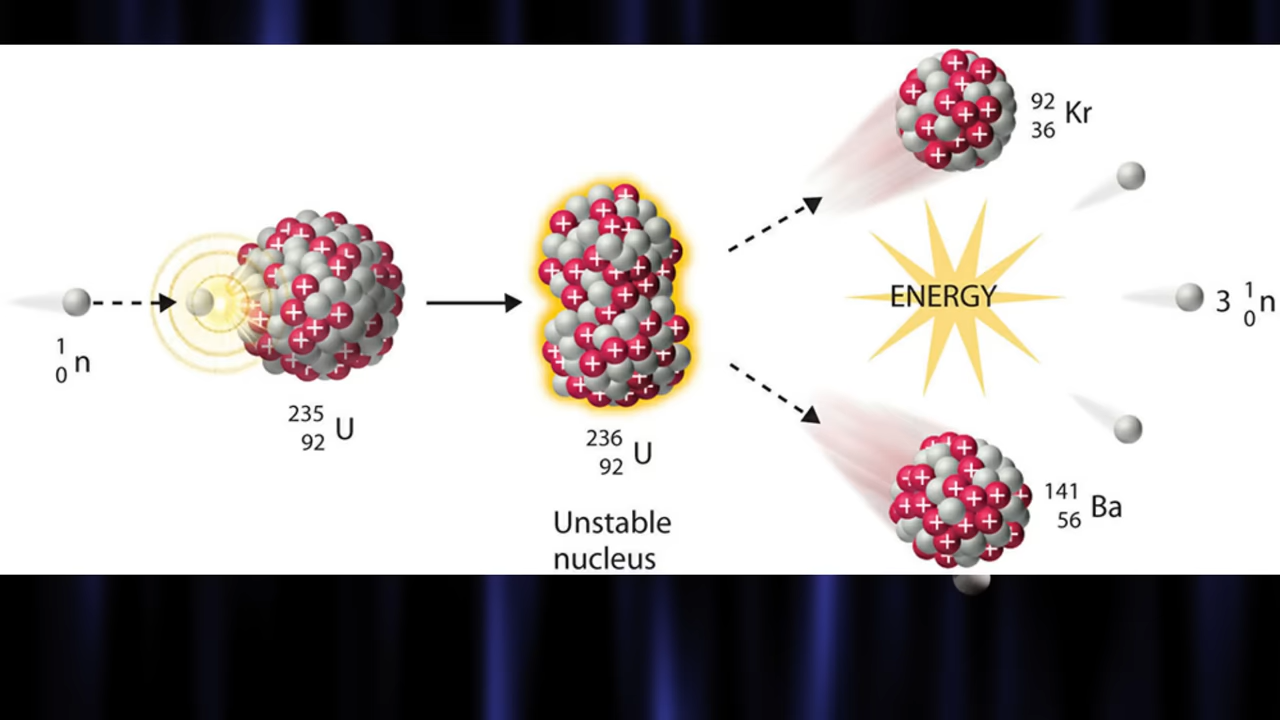 1
0 n
235
92 U
236
92 U
Unstable
nucleus
92
36 Kr
ENERGY
3 1
0 n
141
56 Ba